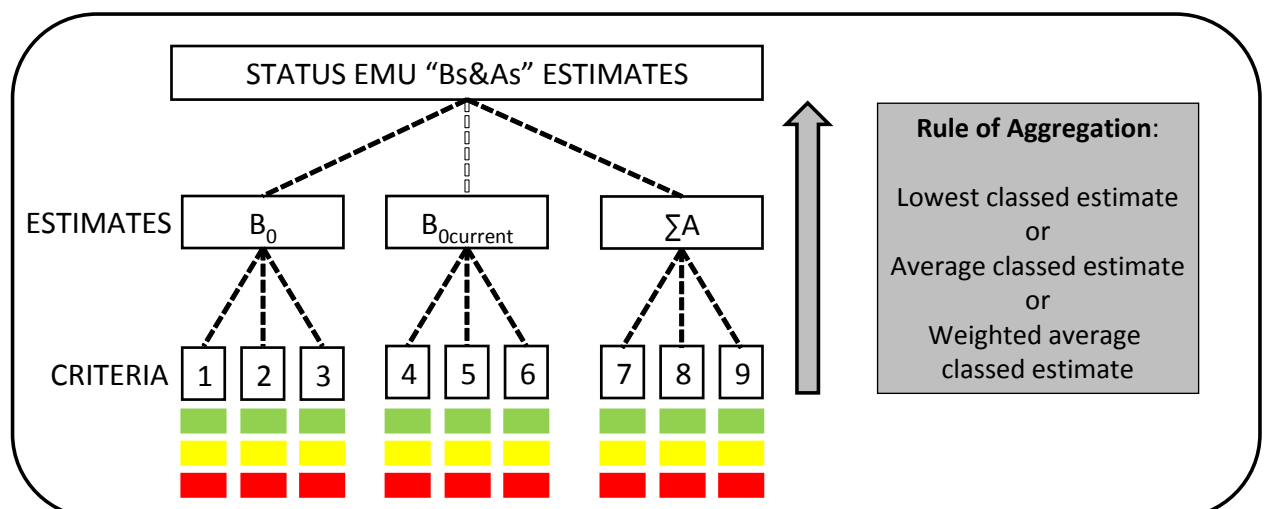 STATUS EMU “Bs&As” ESTIMATES
Rule of Aggregation:
Lowest classed estimate
or
Average classed estimate
or
Weighted average
classed estimate
ESTIMATES B₀ B₀current ∑A
CRITERIA 1 2 3 4 5 6 7 8 9